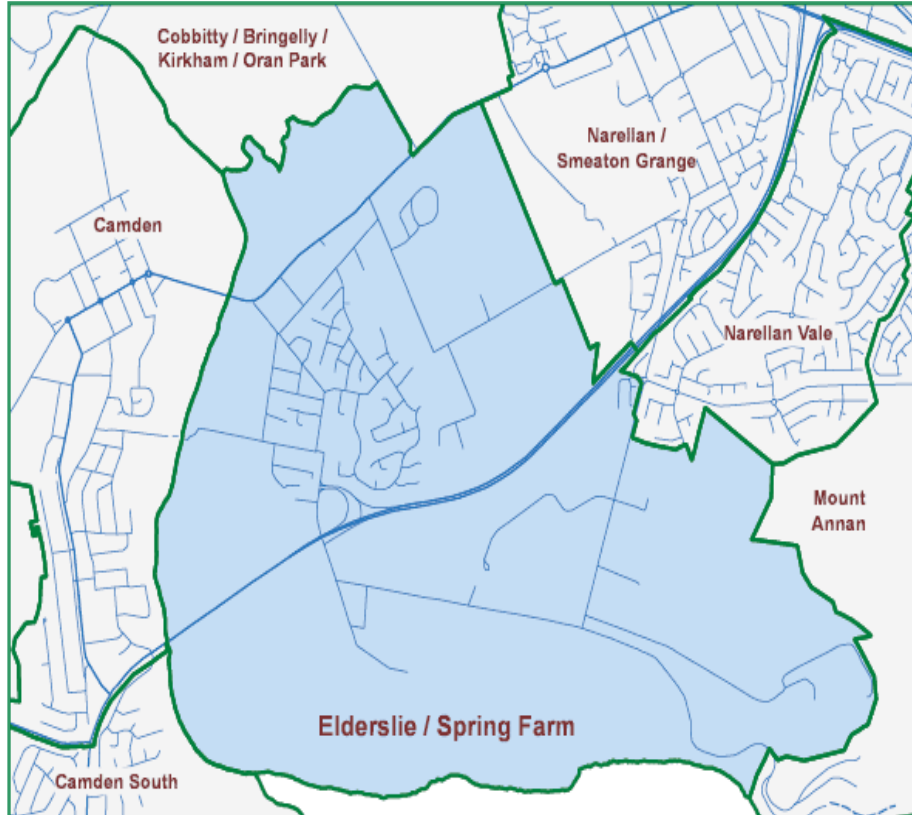 Cobbitty / Bringelly /
Kirkham / Oran Park
Narellan /
Smeaton Grange
Camden
Narellan Vale
Mount
Annan
Elderslie / Spring Farm
Camden South